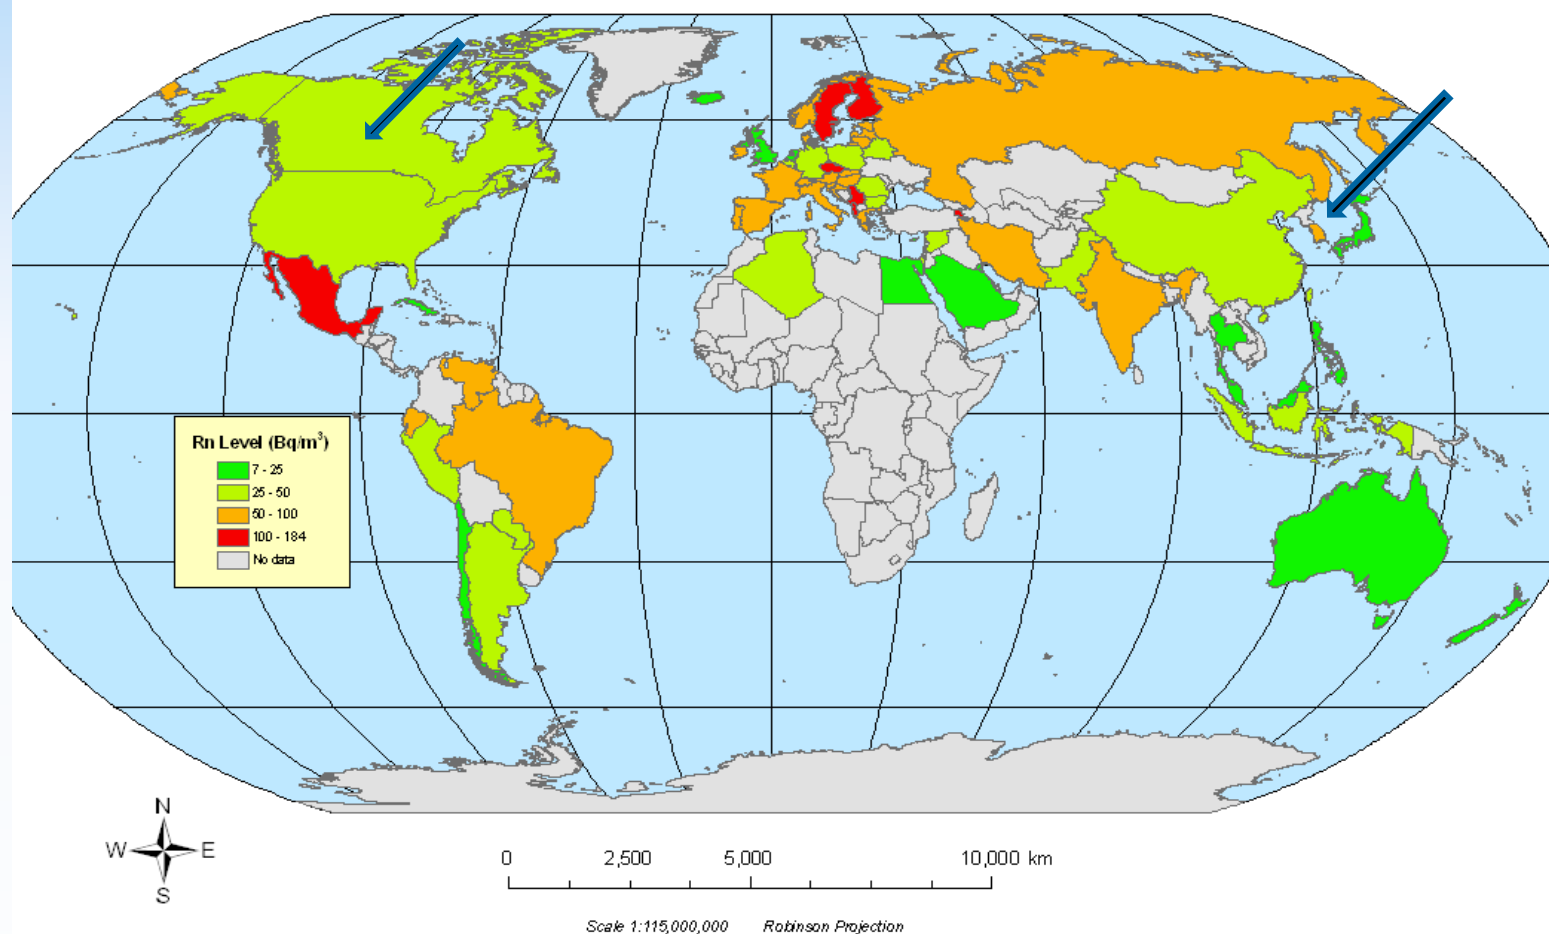 Rn Level (Bq/m³)
7 - 25
25 - 50
50 - 100
100 - 184
No data
N
W E
S
0 2,500 5,000 10,000 km
Scale 1:115,000,000 Robinson Projection